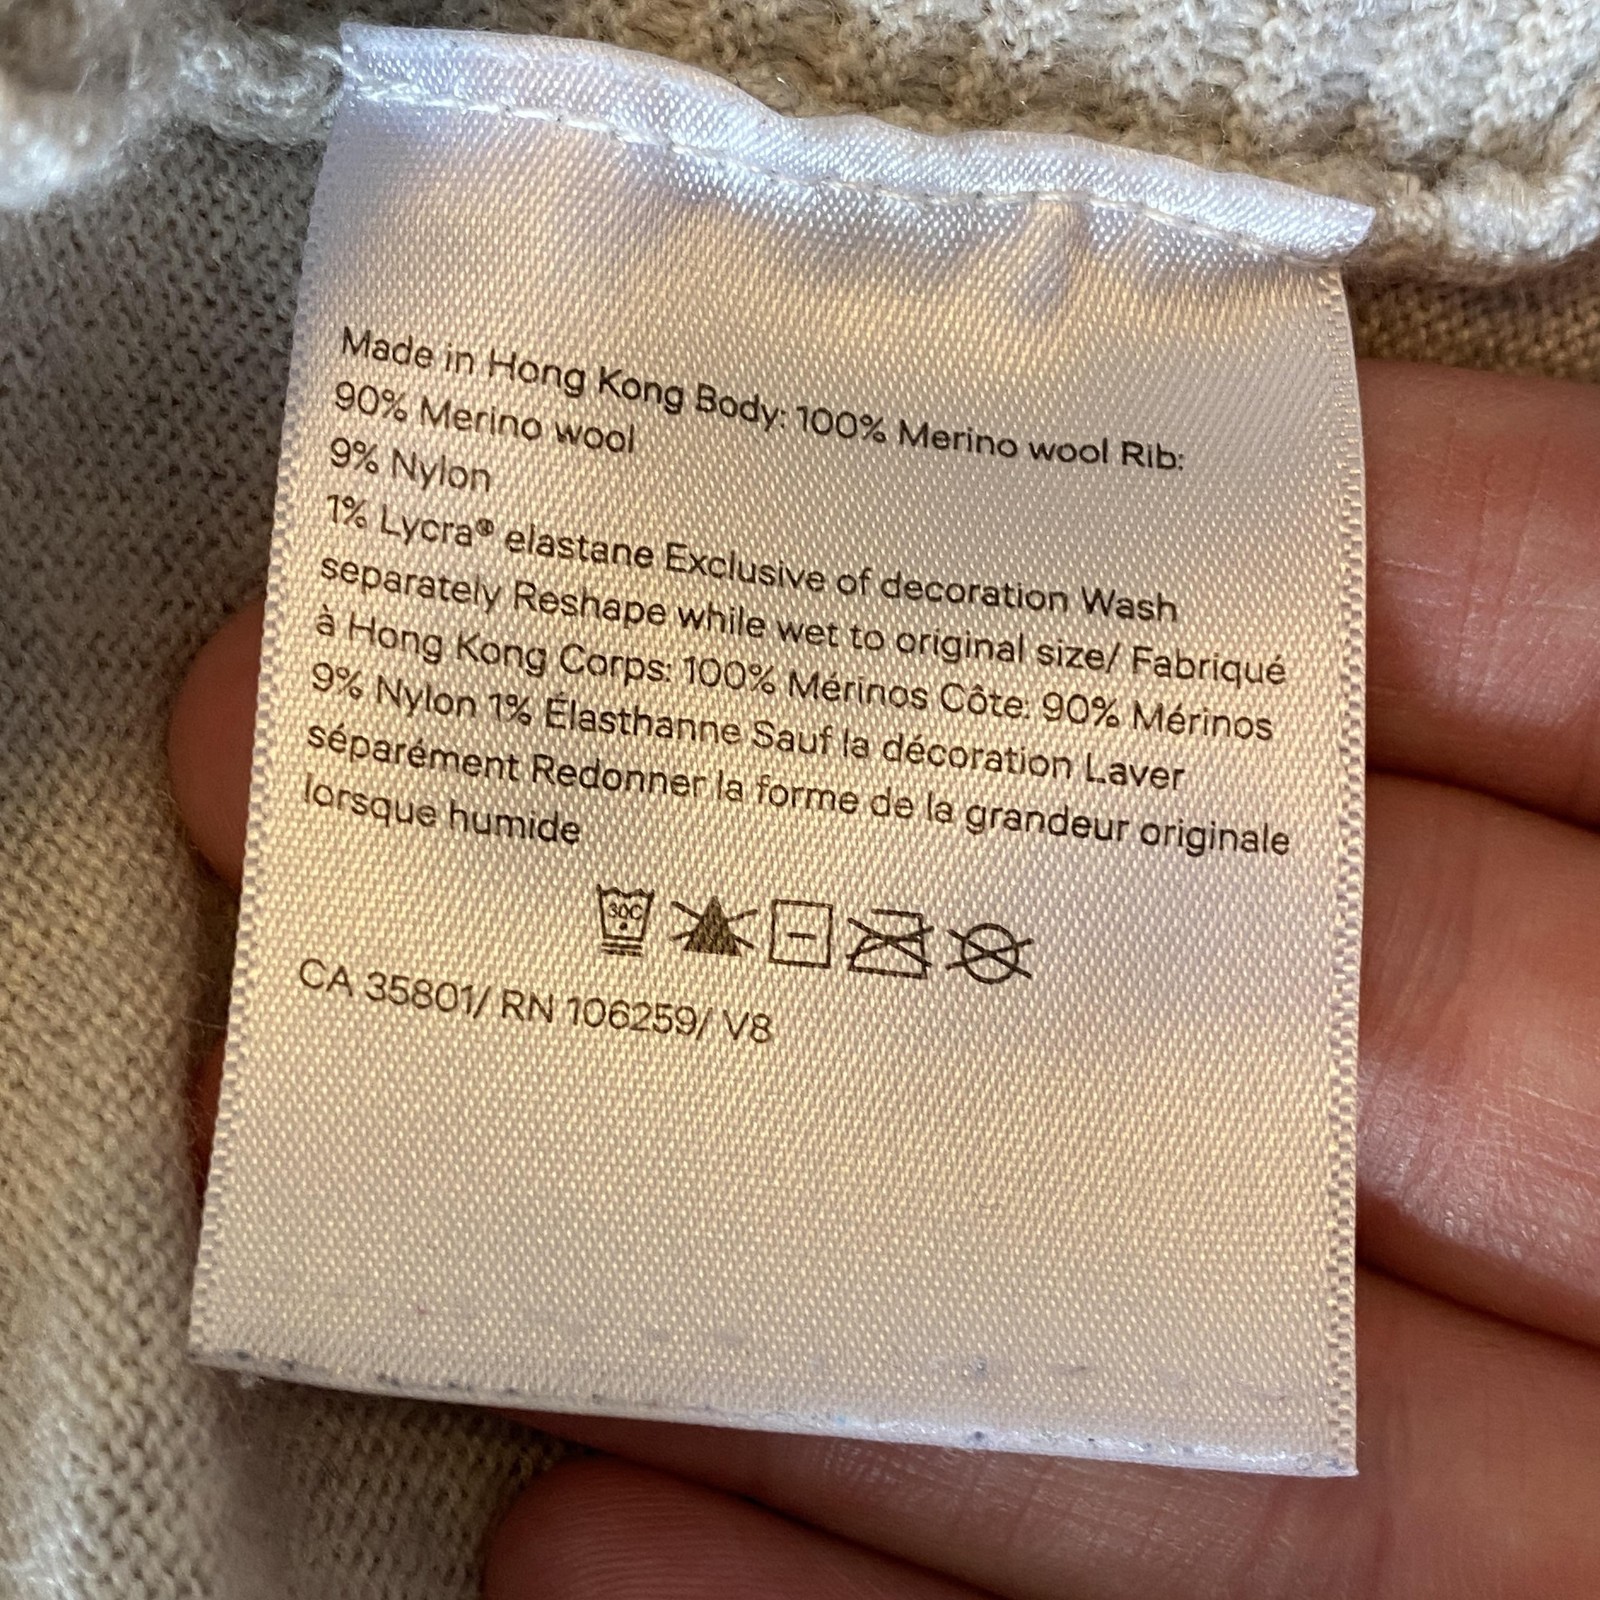 Made in Hong Kong Body: 100% Merino wool Rib:
90% Merino wool
9% Nylon
1% Lycra® elastane Exclusive of decoration Wash
separately Reshape while wet to original size/ Fabriqué
à Hong Kong Corps: 100% Mérinos Côte: 90% Mérinos
9% Nylon 1% Élasthanne Sauf la décoration Laver
séparément Redonner la forme de la grandeur originale
lorsque humide
30C
CA 35801/ RN 106259/ V8